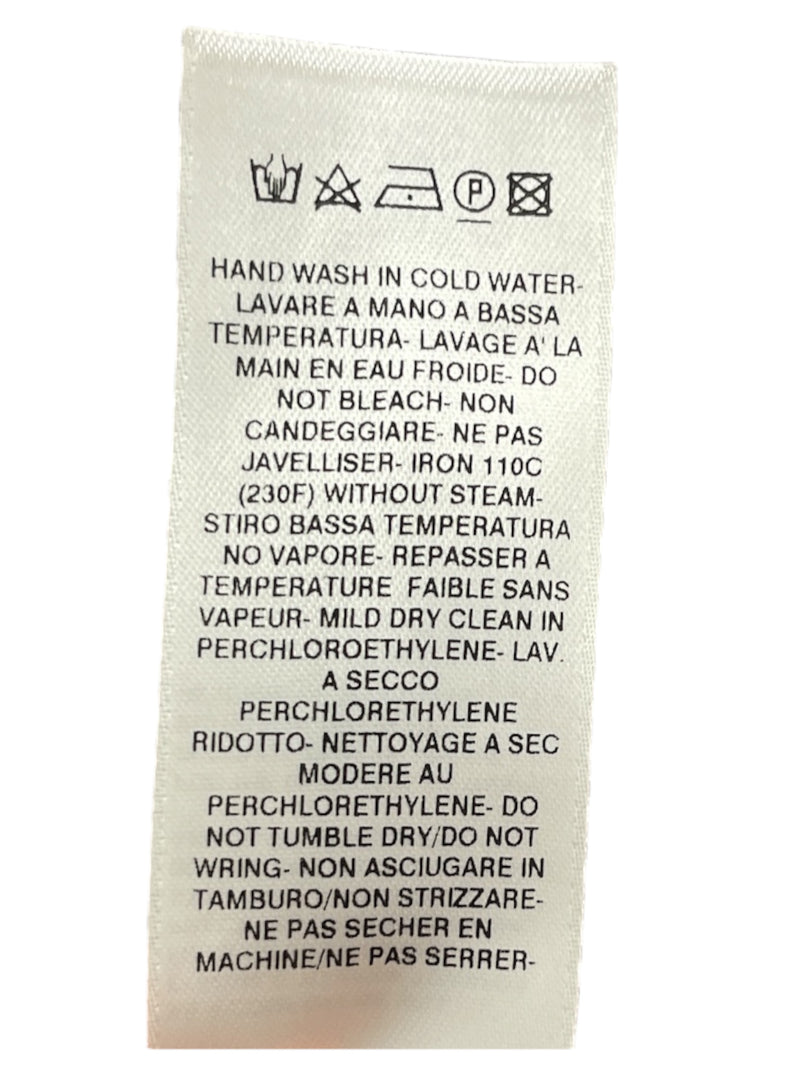 P
HAND WASH IN COLD WATER-
LAVARE A MANO A BASSA
TEMPERATURA- LAVAGE A' LA
MAIN EN EAU FROIDE- DO
NOT BLEACH- NON
CANDEGGIARE- NE PAS
JAVELLISER- IRON 110C
(230F) WITHOUT STEAM-
STIRO BASSA TEMPERATURA
NO VAPORE- REPASSER A
TEMPERATURE FAIBLE SANS
VAPEUR- MILD DRY CLEAN IN
PERCHLOROETHYLENE- LAV.
A SECCO
PERCHLORETHYLENE
RIDOTTO- NETTOYAGE A SEC
MODERE AU
PERCHLORETHYLENE- DO
NOT TUMBLE DRY/DO NOT
WRING- NON ASCIUGARE IN
TAMBURO/NON STRIZZARE-
NE PAS SECHER EN
MACHINE/NE PAS SERRER-